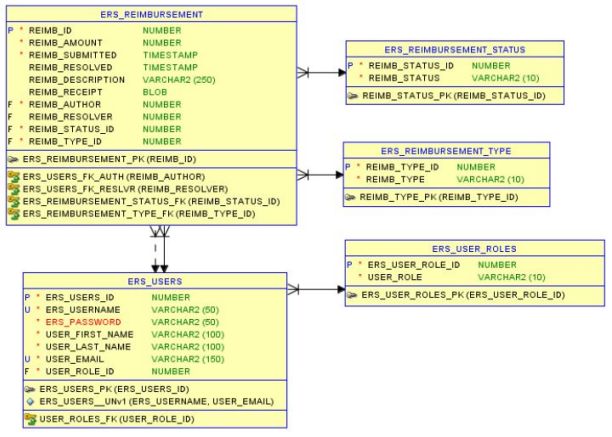 ERS_REIMBURSEMENT
P * REIMB_ID NUMBER
* REIMB_AMOUNT NUMBER
* REIMB_SUBMITTED TIMESTAMP
REIMB_RESOLVED TIMESTAMP
REIMB_DESCRIPTION VARCHAR2 (250)
REIMB_RECEIPT BLOB
F * REIMB_AUTHOR NUMBER
F REIMB_RESOLVER NUMBER
F * REIMB_STATUS_ID NUMBER
F * REIMB_TYPE_ID NUMBER
ERS_REIMBURSEMENT_PK (REIMB_ID)
ERS_USERS_FK_AUTH (REIMB_AUTHOR)
ERS_USERS_FK_RESLVR (REIMB_RESOLVER)
ERS_REIMBURSEMENT_STATUS_FK (REIMB_STATUS_ID)
ERS_REIMBURSEMENT_TYPE_FK (REIMB_TYPE_ID)
ERS_REIMBURSEMENT_STATUS
P * REIMB_STATUS_ID NUMBER
* REIMB_STATUS VARCHAR2 (10)
REIMB_STATUS_PK (REIMB_STATUS_ID)
ERS_REIMBURSEMENT_TYPE
P * REIMB_TYPE_ID NUMBER
* REIMB_TYPE VARCHAR2 (10)
REIMB_TYPE_PK (REIMB_TYPE_ID)
ERS_USER_ROLES
P * ERS_USER_ROLE_ID NUMBER
* USER_ROLE VARCHAR2 (10)
ERS_USER_ROLES_PK (ERS_USER_ROLE_ID)
ERS_USERS
P * ERS_USERS_ID NUMBER
U * ERS_USERNAME VARCHAR2 (50)
* ERS_PASSWORD VARCHAR2 (50)
* USER_FIRST_NAME VARCHAR2 (100)
* USER_LAST_NAME VARCHAR2 (100)
U * USER_EMAIL VARCHAR2 (150)
F * USER_ROLE_ID NUMBER
ERS_USERS_PK (ERS_USERS_ID)
ERS_USERS__UNv1 (ERS_USERNAME, USER_EMAIL)
USER_ROLES_FK (USER_ROLE_ID)